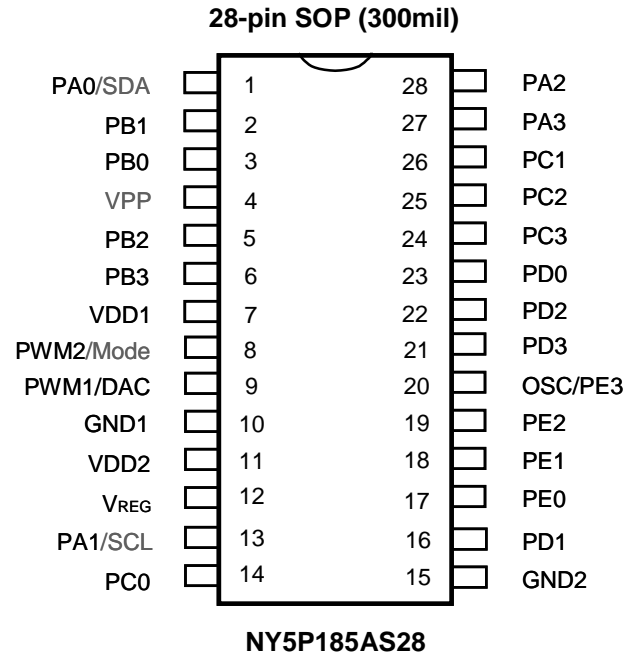 28-pin SOP (300mil)
PA0/SDA 1 28 PA2
PB1 2 27 PA3
PB0 3 26 PC1
VPP 4 25 PC2
PB2 5 24 PC3
PB3 6 23 PD0
VDD1 7 22 PD2
PWM2/Mode 8 21 PD3
PWM1/DAC 9 20 OSC/PE3
GND1 10 19 PE2
VDD2 11 18 PE1
VREG 12 17 PE0
PA1/SCL 13 16 PD1
PC0 14 15 GND2
NY5P185AS28